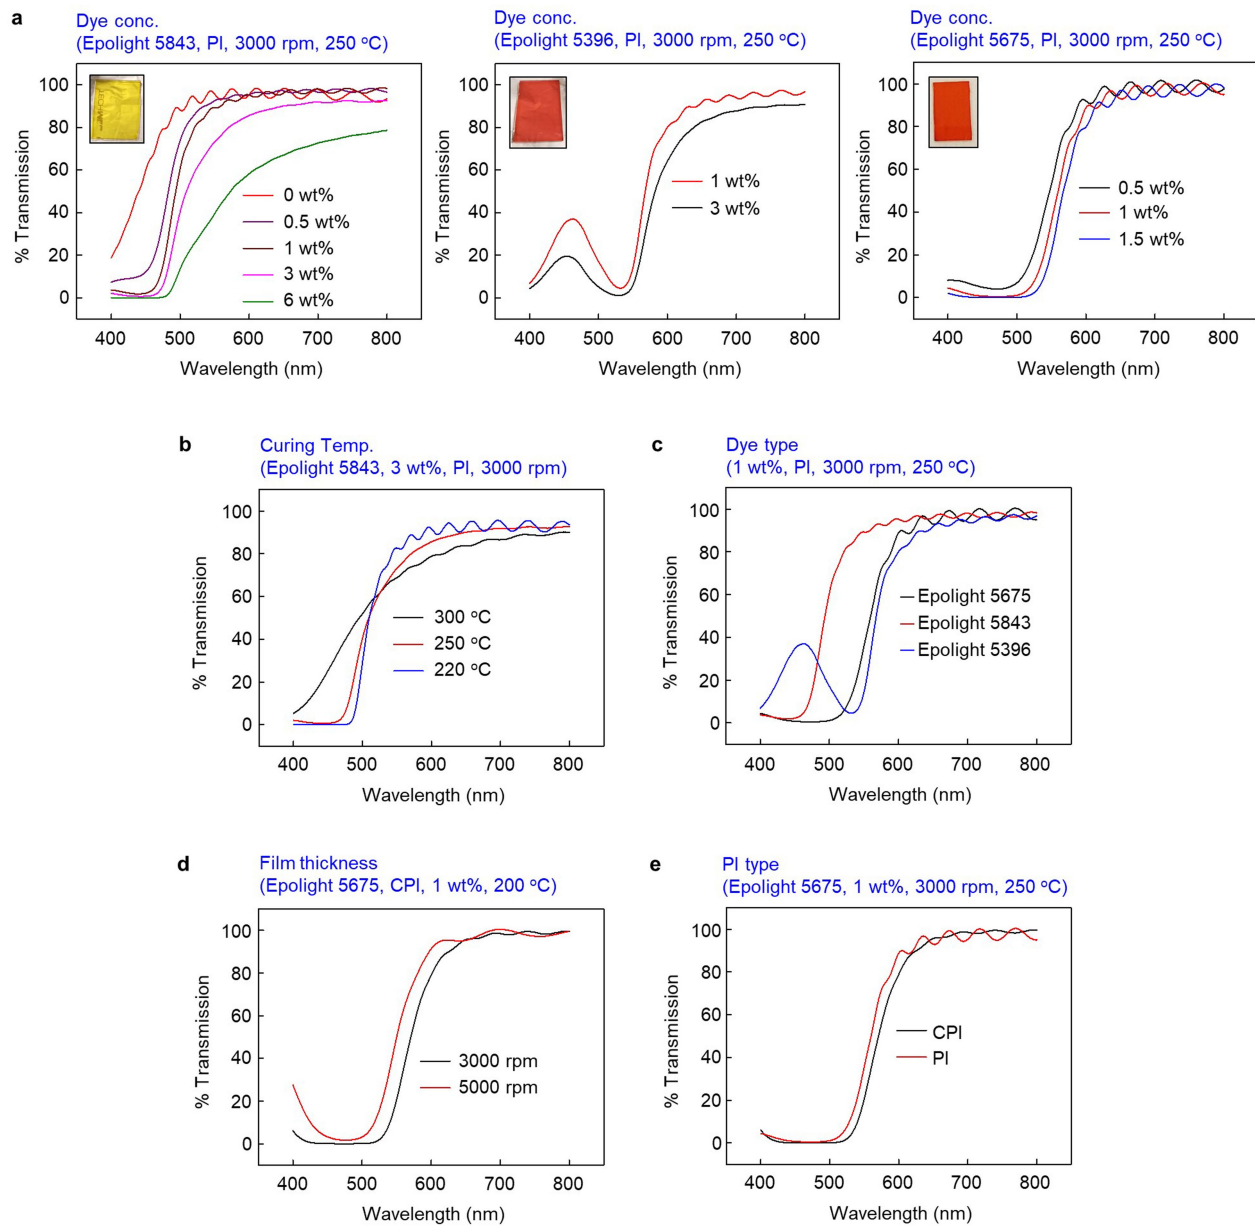 a
Dye conc.
(Epolight 5843, PI, 3000 rpm, 250 °C)
% Transmission
100
80
60
40
20
0
0 wt%
0.5 wt%
1 wt%
3 wt%
6 wt%
400 500 600 700 800
Wavelength (nm)
Dye conc.
(Epolight 5396, PI, 3000 rpm, 250 °C)
% Transmission
100
80
60
40
20
0
1 wt%
3 wt%
400 500 600 700 800
Wavelength (nm)
Dye conc.
(Epolight 5675, PI, 3000 rpm, 250 °C)
% Transmission
100
80
60
40
20
0
0.5 wt%
1 wt%
1.5 wt%
400 500 600 700 800
Wavelength (nm)
b
Curing Temp.
(Epolight 5843, 3 wt%, PI, 3000 rpm)
% Transmission
100
80
60
40
20
0
300 °C
250 °C
220 °C
400 500 600 700 800
Wavelength (nm)
c
Dye type
(1 wt%, PI, 3000 rpm, 250 °C)
% Transmission
100
80
60
40
20
0
Epolight 5675
Epolight 5843
Epolight 5396
400 500 600 700 800
Wavelength (nm)
d
Film thickness
(Epolight 5675, CPI, 1 wt%, 200 °C)
% Transmission
100
80
60
40
20
0
3000 rpm
5000 rpm
400 500 600 700 800
Wavelength (nm)
e
PI type
(Epolight 5675, 1 wt%, 3000 rpm, 250 °C)
% Transmission
100
80
60
40
20
0
CPI
PI
400 500 600 700 800
Wavelength (nm)